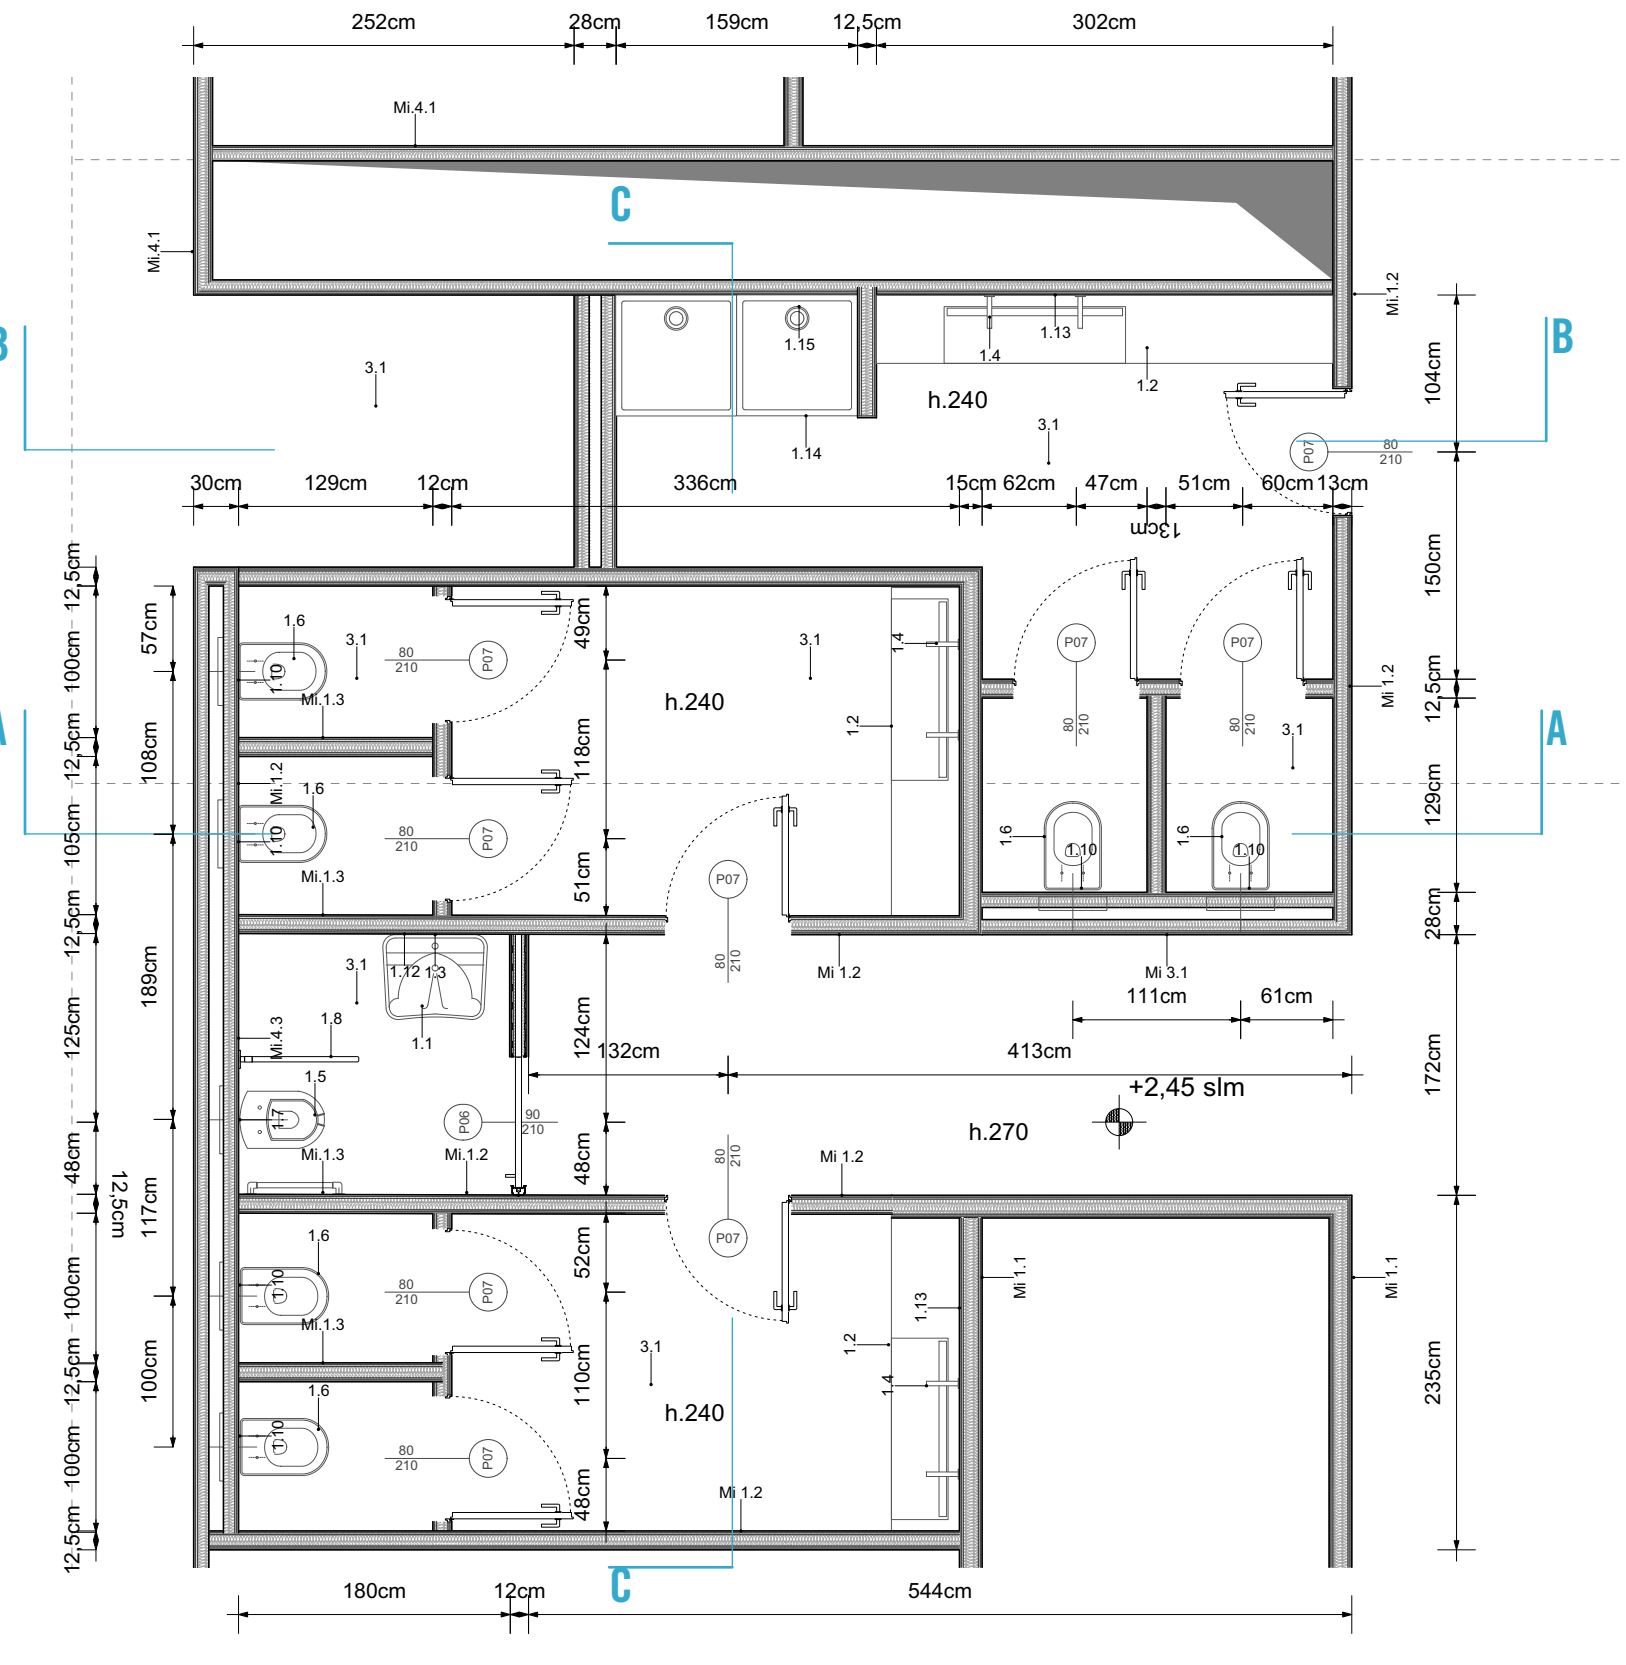 252cm 28cm 159cm 12,5cm 302cm
Mi.4.1
C
Mi.4.1
Mi.1.2
B
1.15
1.4
1.13
1.2
B
104cm
3.1
h.240
3.1
1.14
P07
80
210
30cm 129cm 12cm 336cm 15cm 62cm 47cm 51cm 60cm 13cm
13cm
12,5cm
57cm
100cm
1.6
3.1
80
210
P07
49cm
3.1
1.4
P07
P07
150cm
1.10
Mi.1.3
h.240
Mi 1.2
12,5cm
12,5cm
108cm
118cm
1.2
80
210
80
210
3.1
A
A
Mi.1.2
1.6
129cm
105cm
1.10
80
210
P07
1.6
1.10
1.6
1.10
Mi.1.3
51cm
P07
12,5cm
28cm
189cm
3.1
1.12 1.3
80
210
Mi 1.2
Mi 3.1
125cm
1.8
Mi.4.3
1.1
124cm
132cm
111cm
61cm
413cm
172cm
+2,45 slm
1.5
1.7
P06
90
210
h.270
48cm
12,5cm
117cm
Mi.1.3
Mi.1.2
48cm
80
210
Mi 1.2
1.6
52cm
P07
100cm
1.10
80
210
P07
Mi 1.1
Mi 1.1
Mi.1.3
1.13
12,5cm
100cm
1.6
110cm
3.1
1.2
1.4
235cm
1.10
h.240
100cm
80
210
P07
48cm
Mi 1.2
12,5cm
C
180cm 12cm 544cm